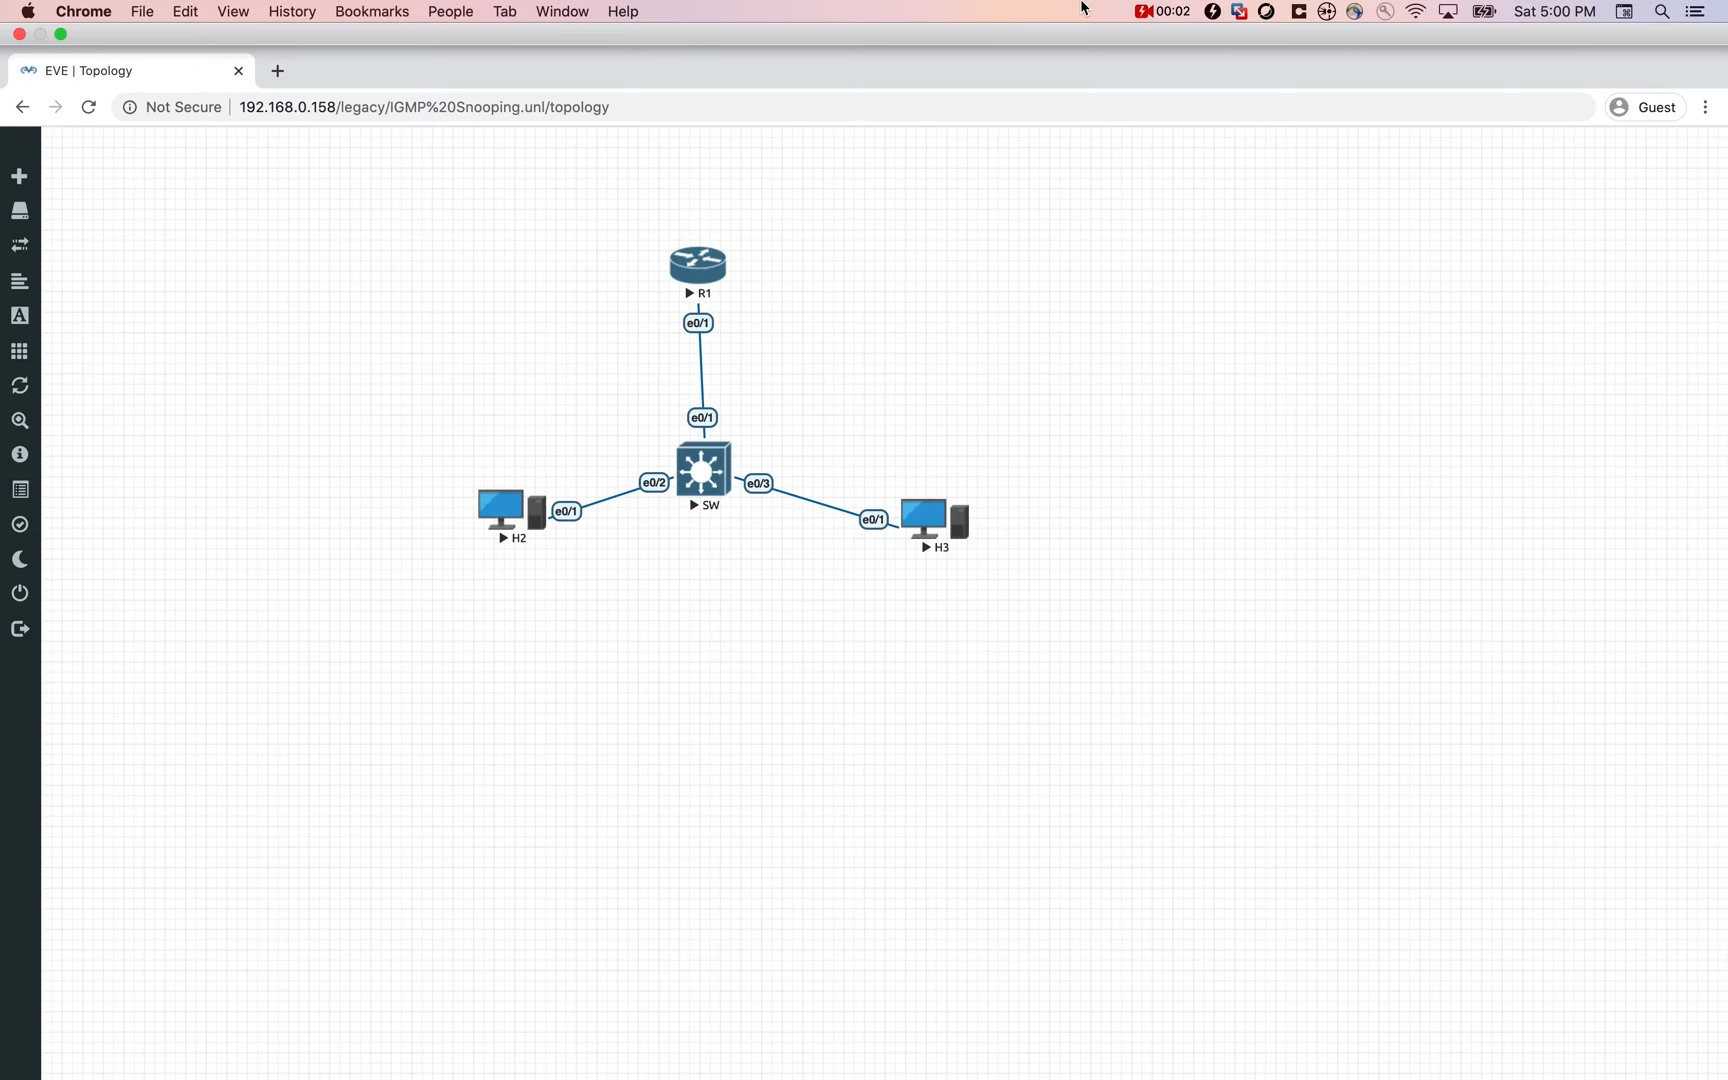 Chrome File Edit View History Bookmarks People Tab Window Help 00:02 Sat 5:00 PM
EVE | Topology
Not Secure 192.168.0.158/legacy/IGMP%20Snooping.unl/topology Guest
R1
e0/1
e0/1
e0/2 e0/3
SW
e0/1 e0/1
H2 H3